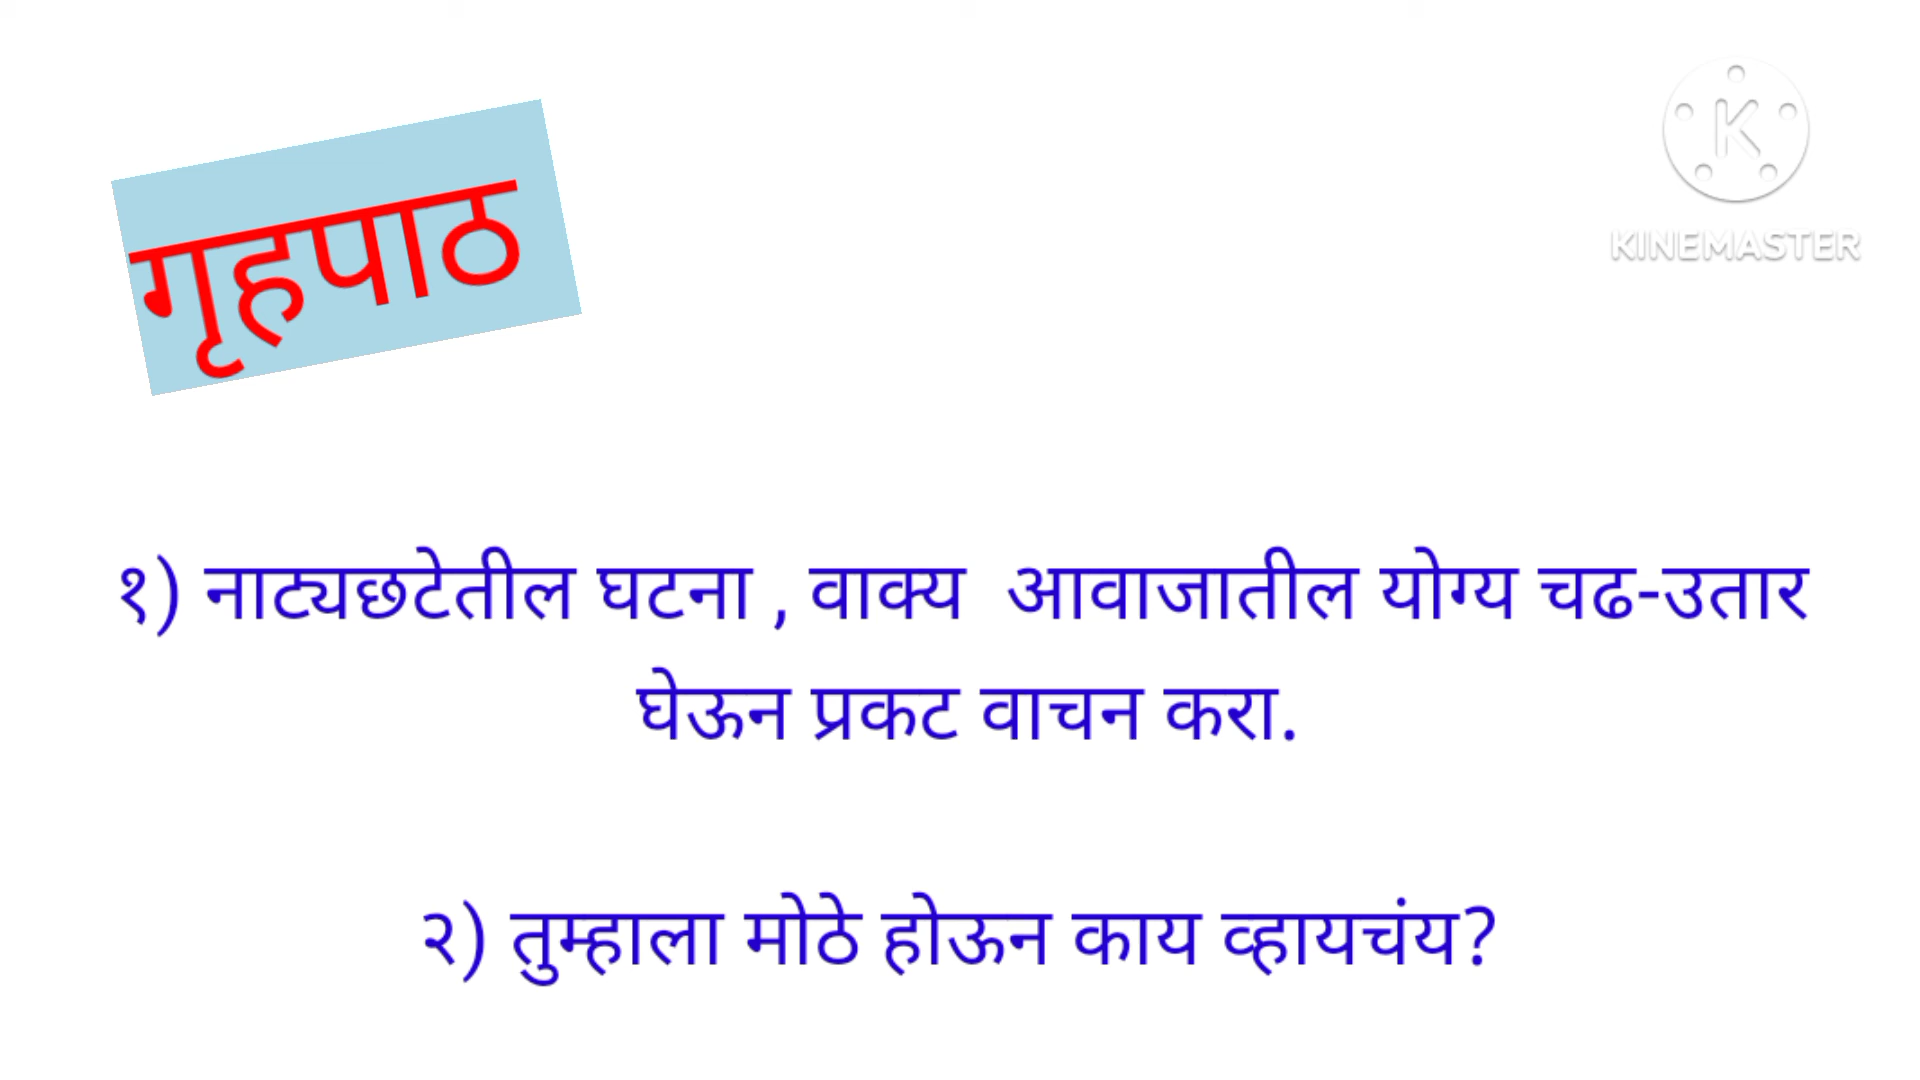 गृहपाठ
K
KINEMASTER
१) नाट्यछटेतील घटना , वाक्य आवाजातील योग्य चढ-उतार
घेऊन प्रकट वाचन करा.
२) तुम्हाला मोठे होऊन काय व्हायचंय?